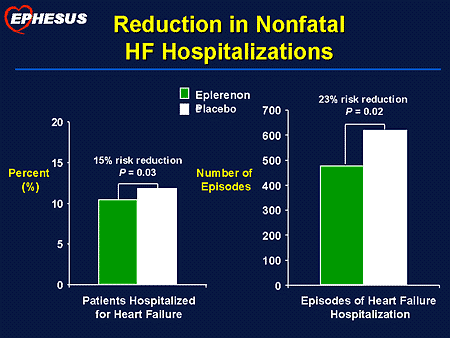 EPHESUS
Reduction in Nonfatal
HF Hospitalizations
Eplerenon
Placebo
Percent
(%)
20
15
10
5
0
15% risk reduction
P = 0.03
Patients Hospitalized
for Heart Failure
Number of
Episodes
700
600
500
400
300
200
100
0
23% risk reduction
P = 0.02
Episodes of Heart Failure
Hospitalization